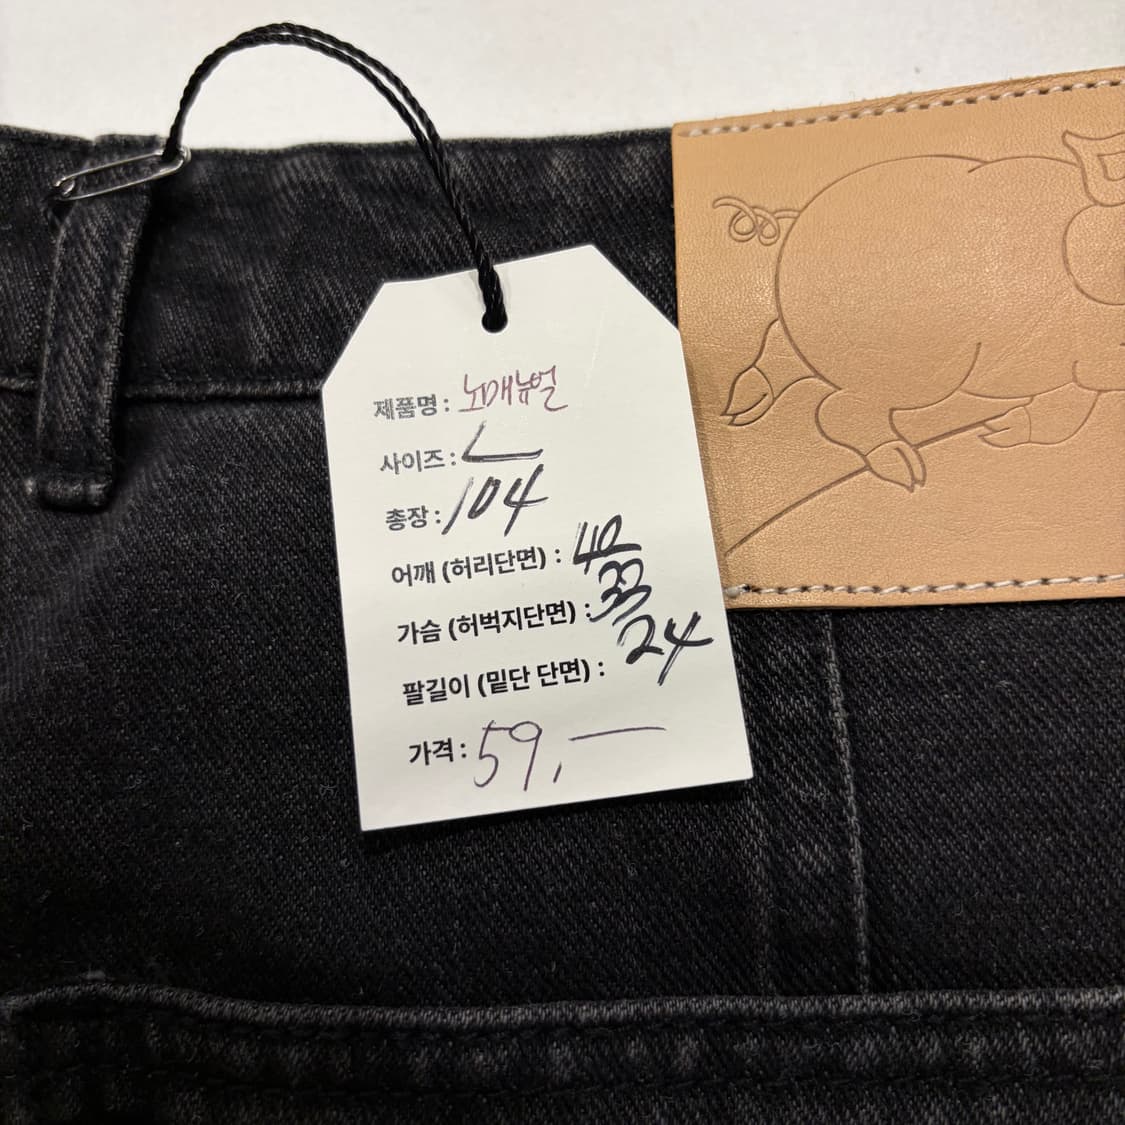 제품명: 노매뉴얼
사이즈: L
총장: 104
어깨 (허리단면) : 40
가슴 (허벅지단면) : 33
팔길이 (밑단 단면) : 24
가격: 59,—